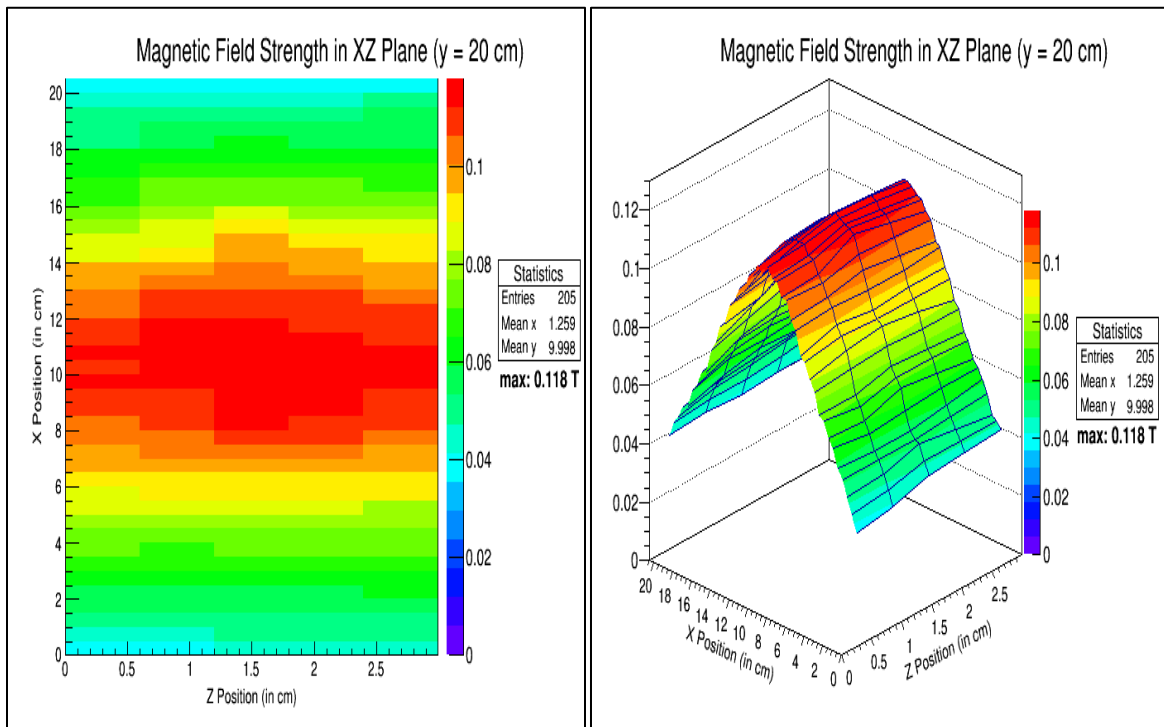 Magnetic Field Strength in XZ Plane (y = 20 cm)
20
18
16
14
12
10
8
6
4
2
0
X Position (in cm)
0 0.5 1 1.5 2 2.5
Z Position (in cm)
0.1
0.08
0.06
0.04
0.02
0
Statistics
Entries 205
Mean x 1.259
Mean y 9.998
max: 0.118 T
Magnetic Field Strength in XZ Plane (y = 20 cm)
0.12
0.1
0.08
0.06
0.04
0.02
0
20 18 16 14 12 10 8 6 4 2 0
X Position (in cm)
0 0.5 1 1.5 2 2.5
Z Position (in cm)
0.1
0.08
0.06
0.04
0.02
0
Statistics
Entries 205
Mean x 1.259
Mean y 9.998
max: 0.118 T